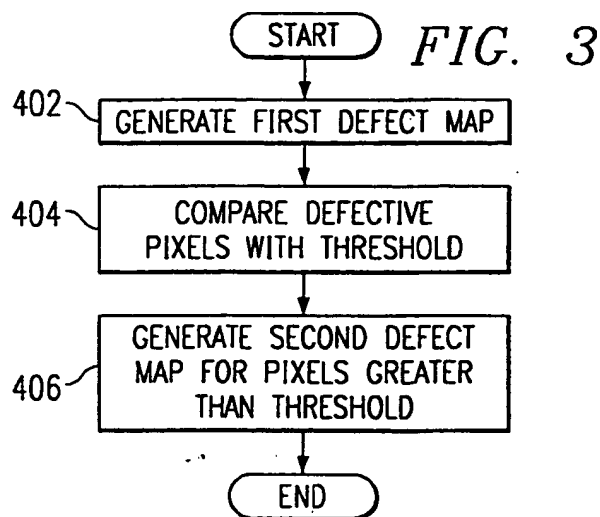 START
FIG. 3
402
GENERATE FIRST DEFECT MAP
404
COMPARE DEFECTIVE
PIXELS WITH THRESHOLD
406
GENERATE SECOND DEFECT
MAP FOR PIXELS GREATER
THAN THRESHOLD
END